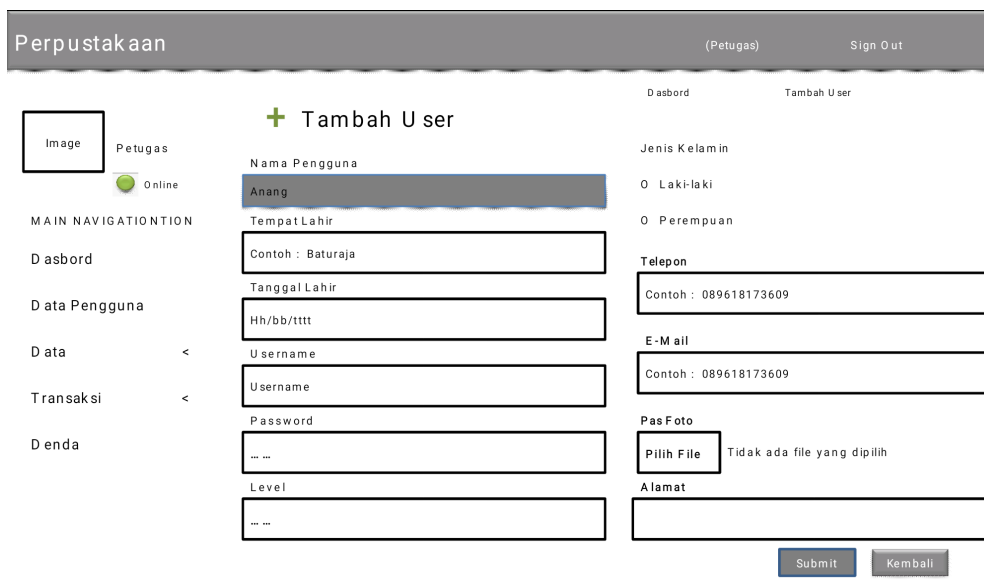 Perpustakaan
(Petugas) Sign Out
Dasbord Tambah User
Image
Petugas
Online
MAIN NAVIGATIONTION
Dasbord
Data Pengguna
Data <
Transaksi <
Denda
+ Tambah User
Nama Pengguna
Anang
Tempat Lahir
Contoh : Baturaja
Tanggal Lahir
Hh/bb/tttt
Username
Username
Password
... ...
Level
... ...
Jenis Kelamin
O Laki-laki
O Perempuan
Telepon
Contoh : 089618173609
E-Mail
Contoh : 089618173609
Pas Foto
Pilih File Tidak ada file yang dipilih
Alamat
Submit Kembali